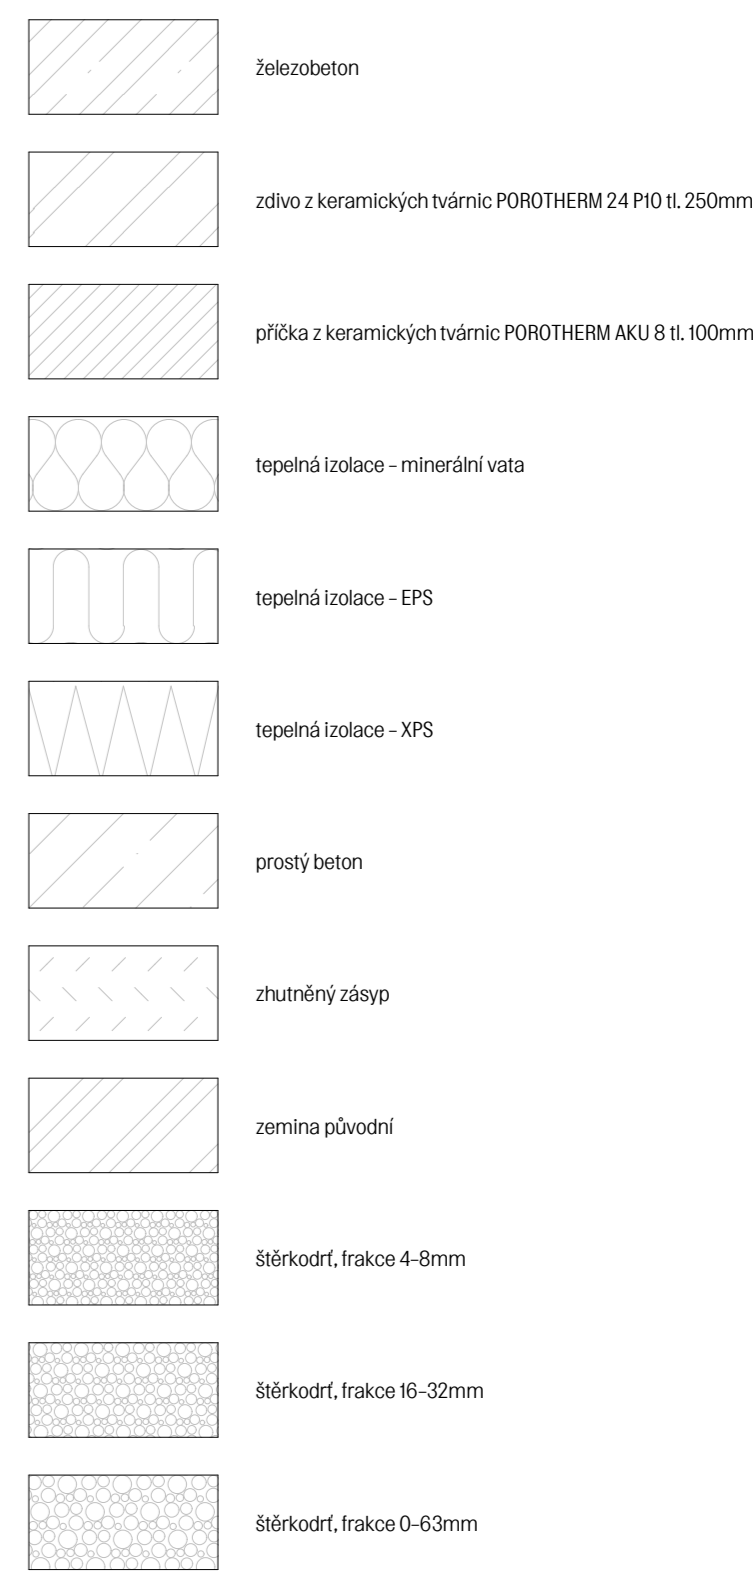 železobeton
zdivo z keramických tvárnic POROTHERM 24 P10 tl. 250mm
příčka z keramických tvárnic POROTHERM AKU 8 tl. 100mm
tepelná izolace – minerální vata
tepelná izolace – EPS
tepelná izolace – XPS
prostý beton
zhutněný zásyp
zemina původní
štěrkodrť, frakce 4–8mm
štěrkodrť, frakce 16–32mm
štěrkodrť, frakce 0–63mm